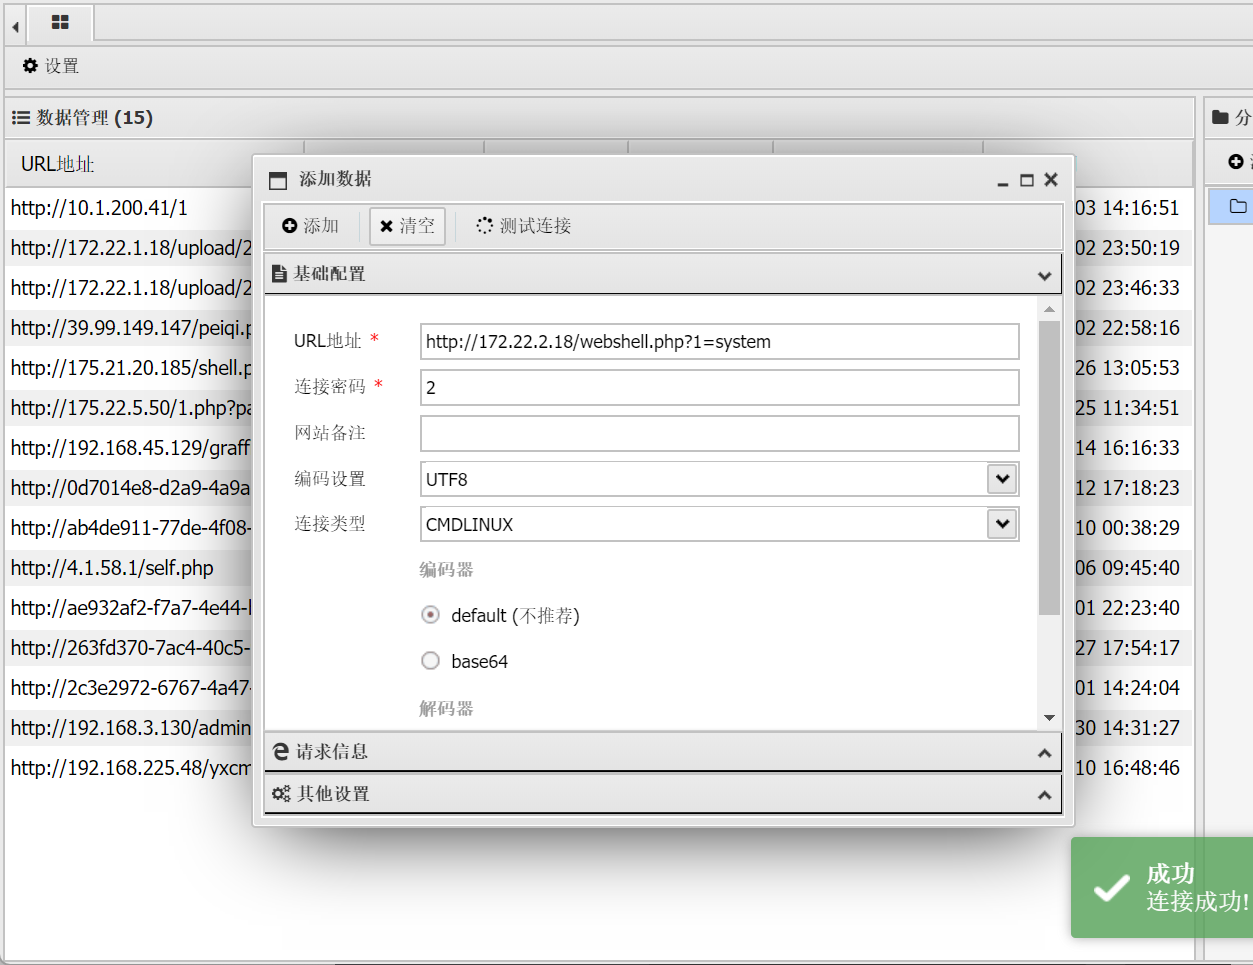 设置
数据管理 (15)
分
URL地址
http://10.1.200.41/1
http://172.22.1.18/upload/2
http://172.22.1.18/upload/2
http://39.99.149.147/peiqi.p
http://175.21.20.185/shell.p
http://175.22.5.50/1.php?pa
http://192.168.45.129/graff
http://0d7014e8-d2a9-4a9a
http://ab4de911-77de-4f08-
http://4.1.58.1/self.php
http://ae932af2-f7a7-4e44-
http://263fd370-7ac4-40c5-
http://2c3e2972-6767-4a47-
http://192.168.3.130/admin
http://192.168.225.48/yxcm
添加数据
添加
清空
测试连接
基础配置
URL地址 *
http://172.22.2.18/webshell.php?1=system
连接密码 *
2
网站备注
编码设置
UTF8
连接类型
CMDLINUX
编码器
default (不推荐)
base64
解码器
请求信息
其他设置
03 14:16:51
02 23:50:19
02 23:46:33
02 22:58:16
26 13:05:53
25 11:34:51
14 16:16:33
12 17:18:23
10 00:38:29
06 09:45:40
01 22:23:40
27 17:54:17
01 14:24:04
30 14:31:27
10 16:48:46
成功
连接成功!